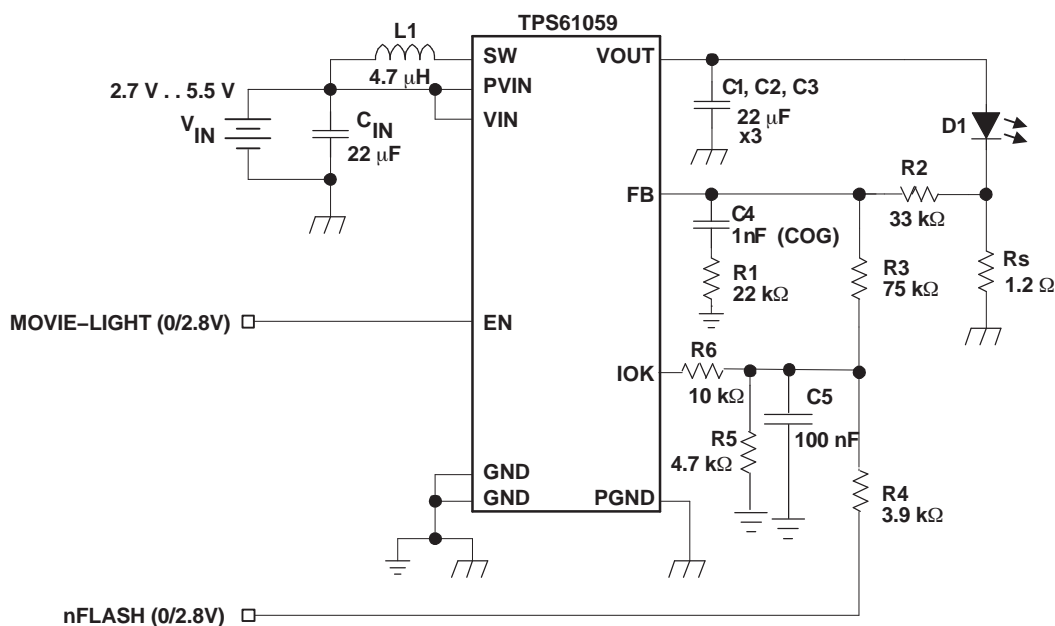 TPS61059
L1
4.7 μH
SW
PVIN
VIN
VOUT
2.7 V . . 5.5 V
VIN
CIN
22 μF
C1, C2, C3
22 μF
x3
D1
R2
33 kΩ
FB
C4
1nF (COG)
R1
22 kΩ
R3
75 kΩ
Rs
1.2 Ω
MOVIE–LIGHT (0/2.8V)
EN
R6
10 kΩ
IOK
C5
100 nF
R5
4.7 kΩ
GND
GND
PGND
R4
3.9 kΩ
nFLASH (0/2.8V)